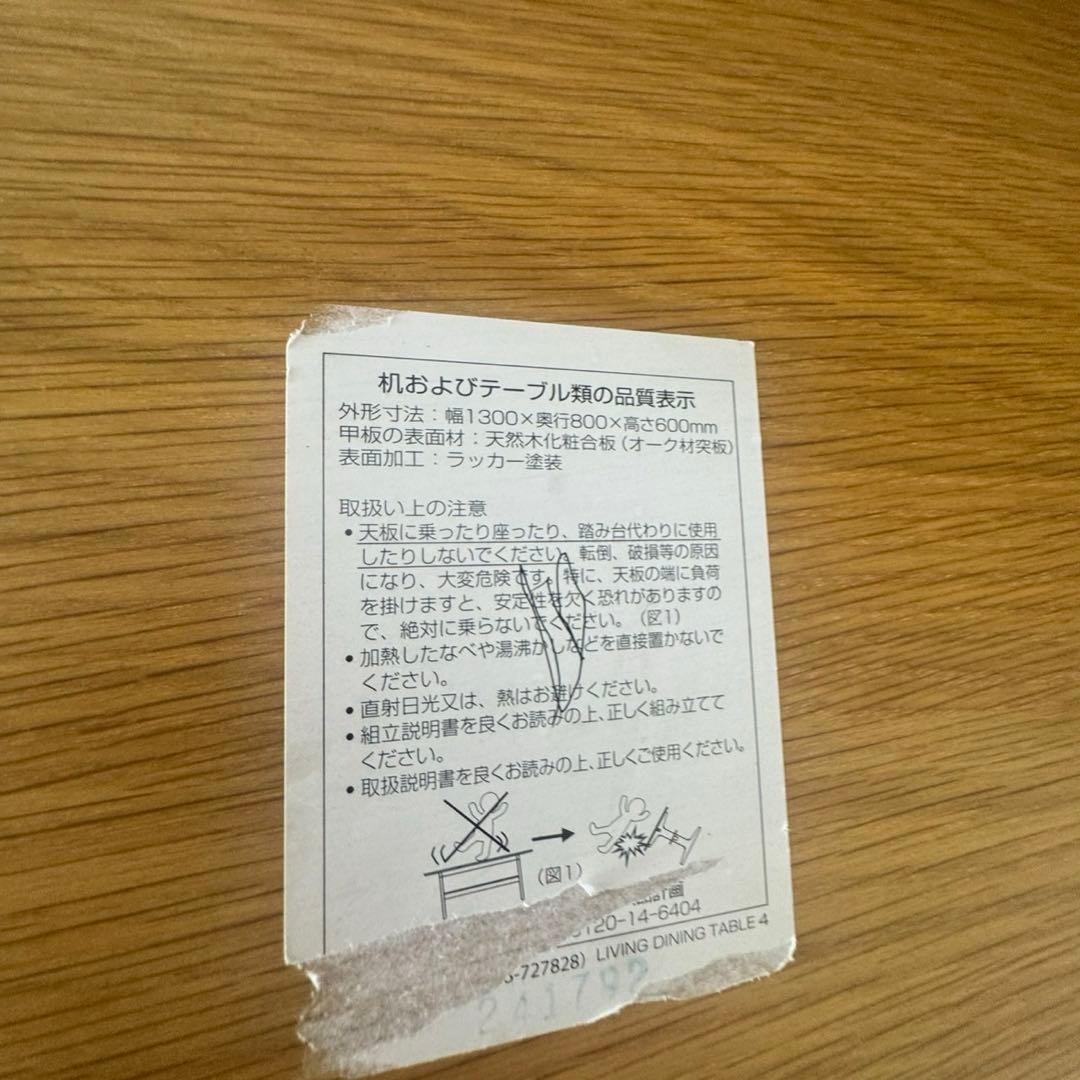 机およびテーブル類の品質表示
外形寸法：幅1300×奥行800×高さ600mm
甲板の表面材：天然木化粧合板（オーク材突板）
表面加工：ラッカー塗装
取扱い上の注意
●天板に乗ったり座ったり、踏み台代わりに使用
したりしないでください。転倒、破損等の原因
になり、大変危険です。特に、天板の端に負荷
を掛けますと、安定性を欠く恐れがありますの
で、絶対に乗らないでください。（図1）
●加熱したなべや湯沸かしなどを直接置かないで
ください。
●直射日光又は、熱はお避けください。
●組立説明書を良くお読みの上、正しく組み立てて
ください。
●取扱説明書を良くお読みの上、正しくご使用ください。
（図1）
計画
0120-14-6404
-727828）LIVING DINING TABLE 4
241792